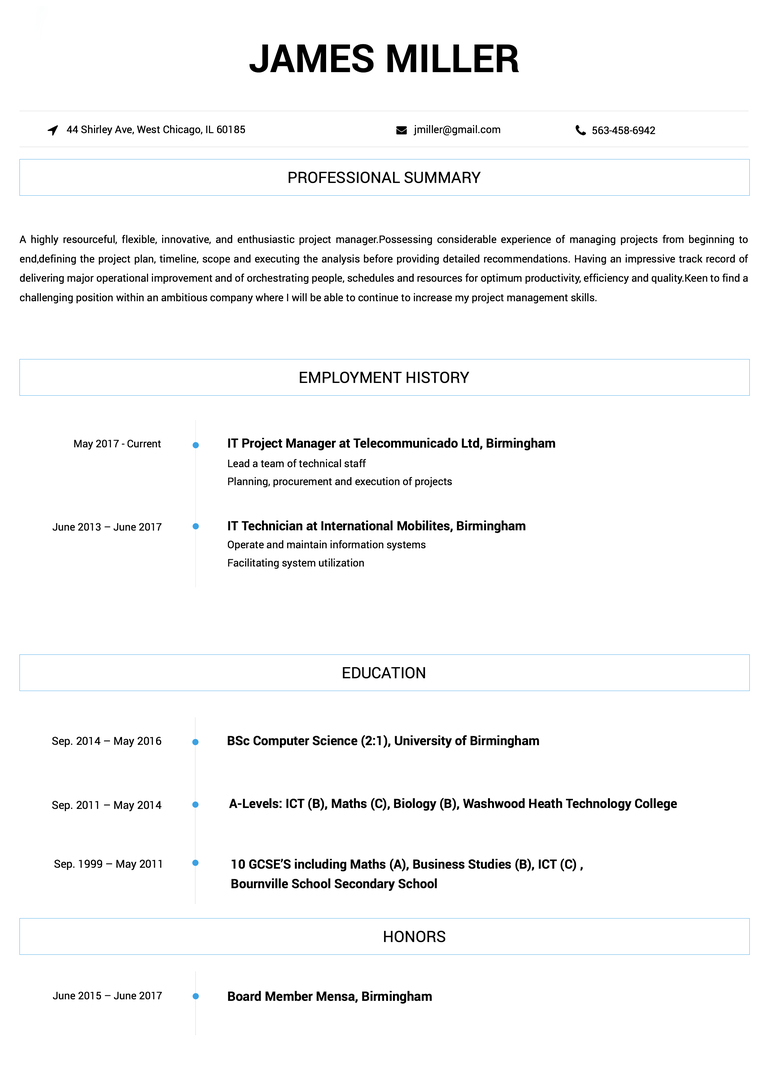 JAMES MILLER
44 Shirley Ave, West Chicago, IL 60185 jmiller@gmail.com 563-458-6942
PROFESSIONAL SUMMARY
A highly resourceful, flexible, innovative, and enthusiastic project manager.Possessing considerable experience of managing projects from beginning to
end,defining the project plan, timeline, scope and executing the analysis before providing detailed recommendations. Having an impressive track record of
delivering major operational improvement and of orchestrating people, schedules and resources for optimum productivity, efficiency and quality.Keen to find a
challenging position within an ambitious company where I will be able to continue to increase my project management skills.
EMPLOYMENT HISTORY
May 2017 - Current IT Project Manager at Telecommunicado Ltd, Birmingham
Lead a team of technical staff
Planning, procurement and execution of projects
June 2013 – June 2017 IT Technician at International Mobilites, Birmingham
Operate and maintain information systems
Facilitating system utilization
EDUCATION
Sep. 2014 – May 2016 BSc Computer Science (2:1), University of Birmingham
Sep. 2011 – May 2014 A-Levels: ICT (B), Maths (C), Biology (B), Washwood Heath Technology College
Sep. 1999 – May 2011 10 GCSE'S including Maths (A), Business Studies (B), ICT (C) ,
Bournville School Secondary School
HONORS
June 2015 – June 2017 Board Member Mensa, Birmingham